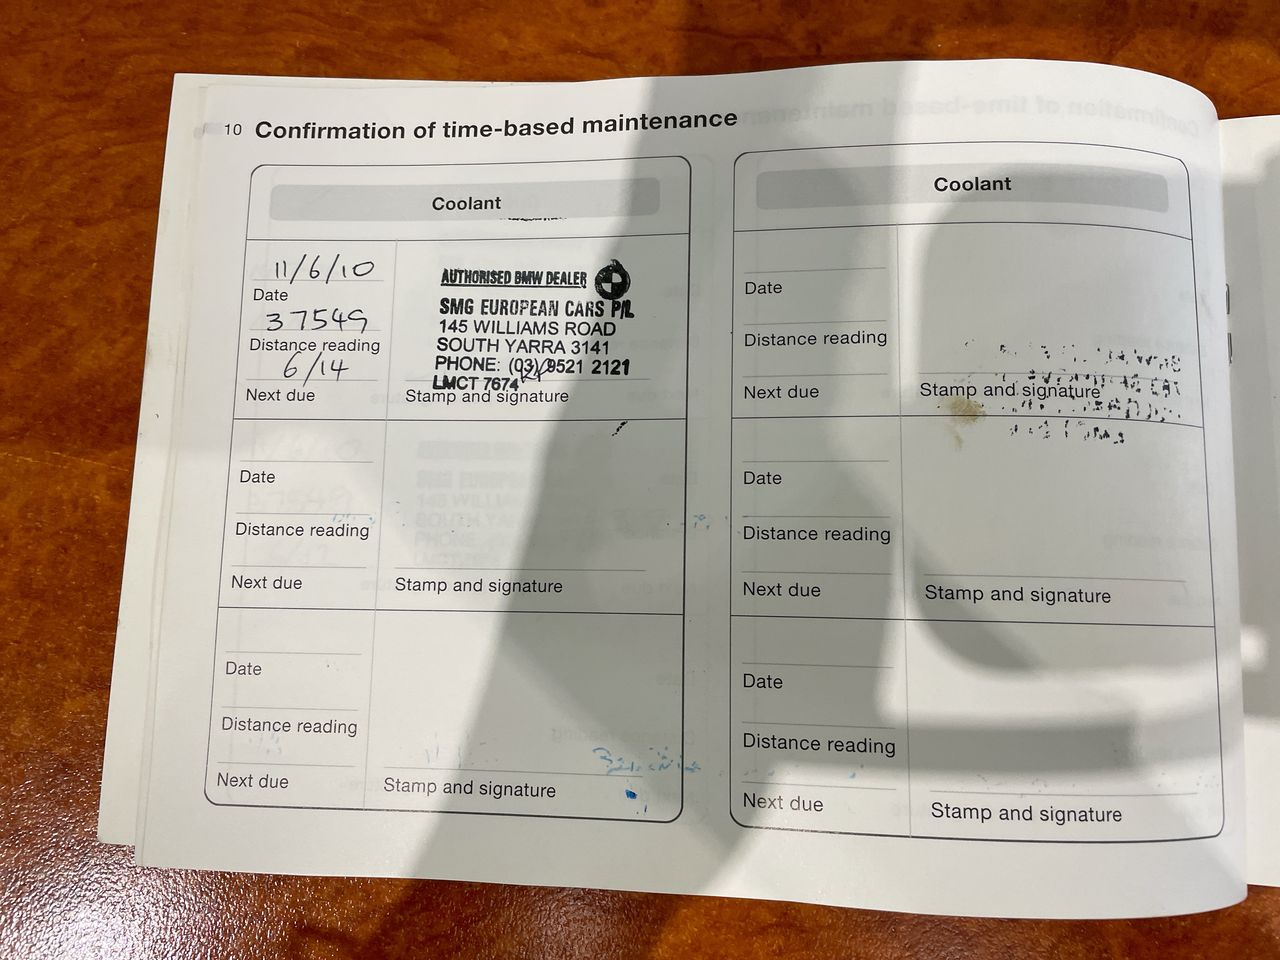 10 Confirmation of time-based maintenance
Coolant
11/6/10
Date
37549
Distance reading
6/14
Next due
AUTHORISED BMW DEALER
SMG EUROPEAN CARS P/L
145 WILLIAMS ROAD
SOUTH YARRA 3141
PHONE: (03) 9521 2121
LMCT 7674
Stamp and signature
Date
Distance reading
Next due
Stamp and signature
Date
Distance reading
Next due
Stamp and signature
Coolant
Date
Distance reading
Next due
Stamp and signature
Date
Distance reading
Next due
Stamp and signature
Date
Distance reading
Next due
Stamp and signature